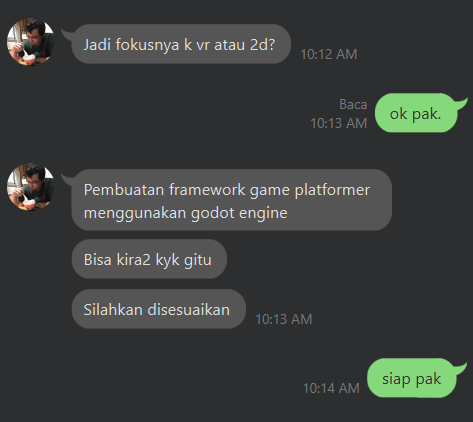 Jadi fokusnya k vr atau 2d?
10:12 AM
Baca
10:13 AM
ok pak.
Pembuatan framework game platformer
menggunakan godot engine
Bisa kira2 kyk gitu
Silahkan disesuaikan
10:13 AM
10:14 AM
siap pak